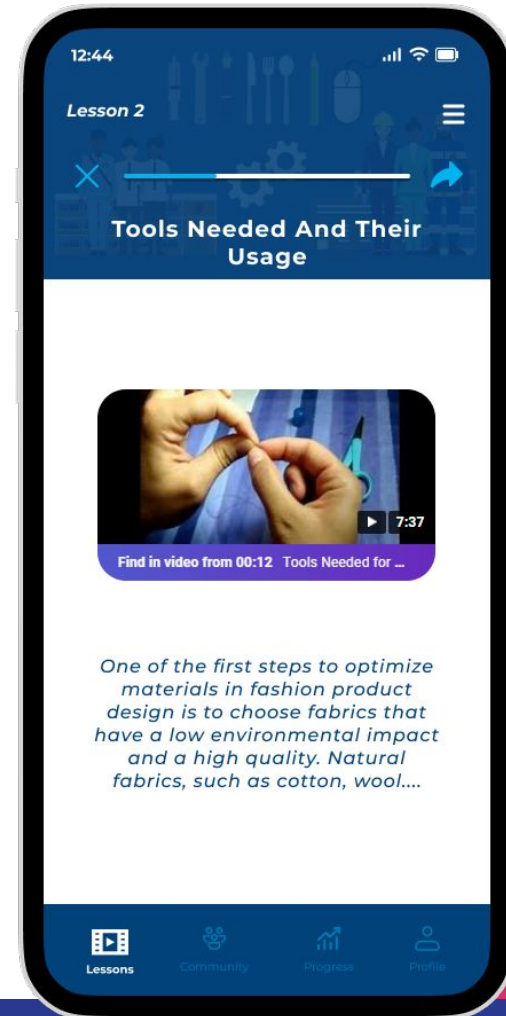 12:44
Lesson 2
Tools Needed And Their
Usage
7:37
Find in video from 00:12 Tools Needed for ...
One of the first steps to optimize
materials in fashion product
design is to choose fabrics that
have a low environmental impact
and a high quality. Natural
fabrics, such as cotton, wool....
Lessons Community Progress Profile